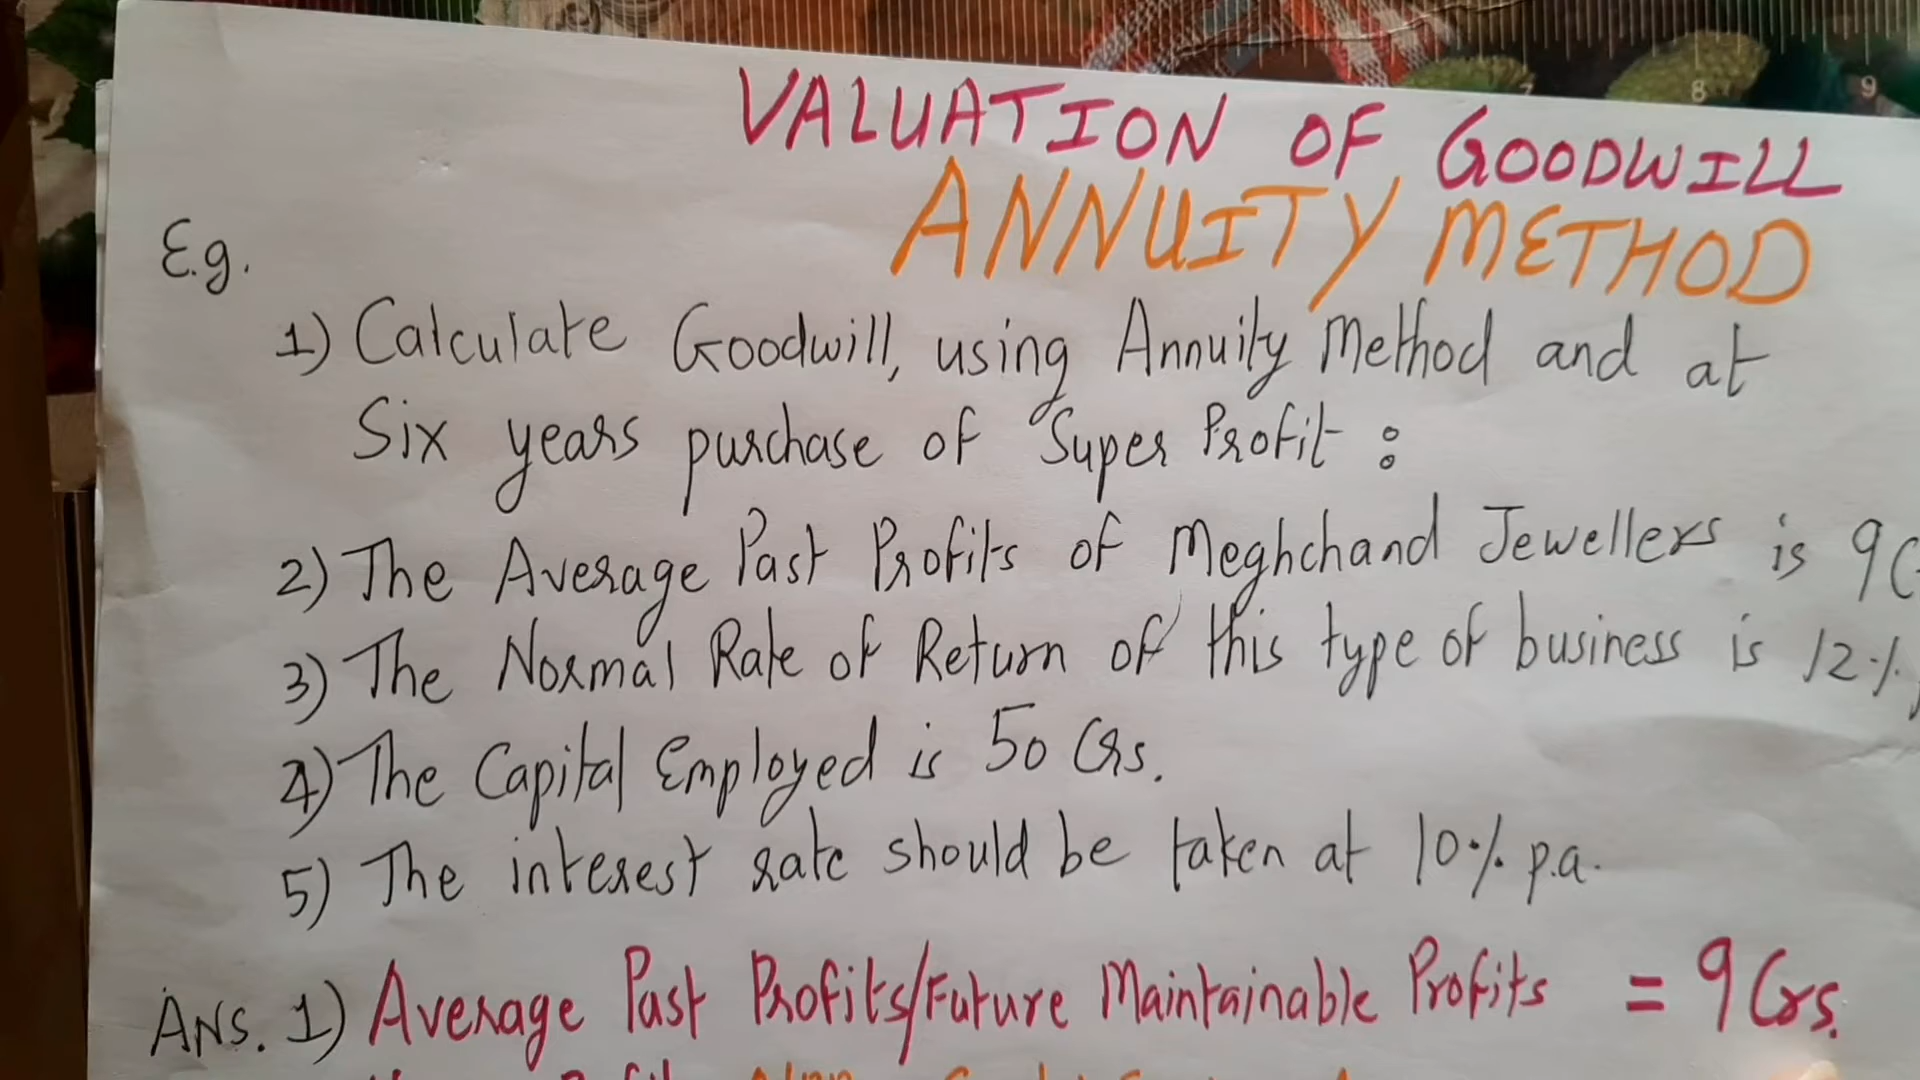 VALUATION OF GOODWILL
ANNUITY METHOD
E.g.
1) Calculate Goodwill, using Annuity Method and at
Six years purchase of Super Profit :
2) The Average Past Profits of Meghchand Jewellers is 9
3) The Normal Rate of Return of this type of business is 12%
4) The Capital Employed is 50 Crs.
5) The interest rate should be taken at 10% p.a.
ANS. 1) Average Past Profits/Future Maintainable Profits = 9 Crs.
8 9